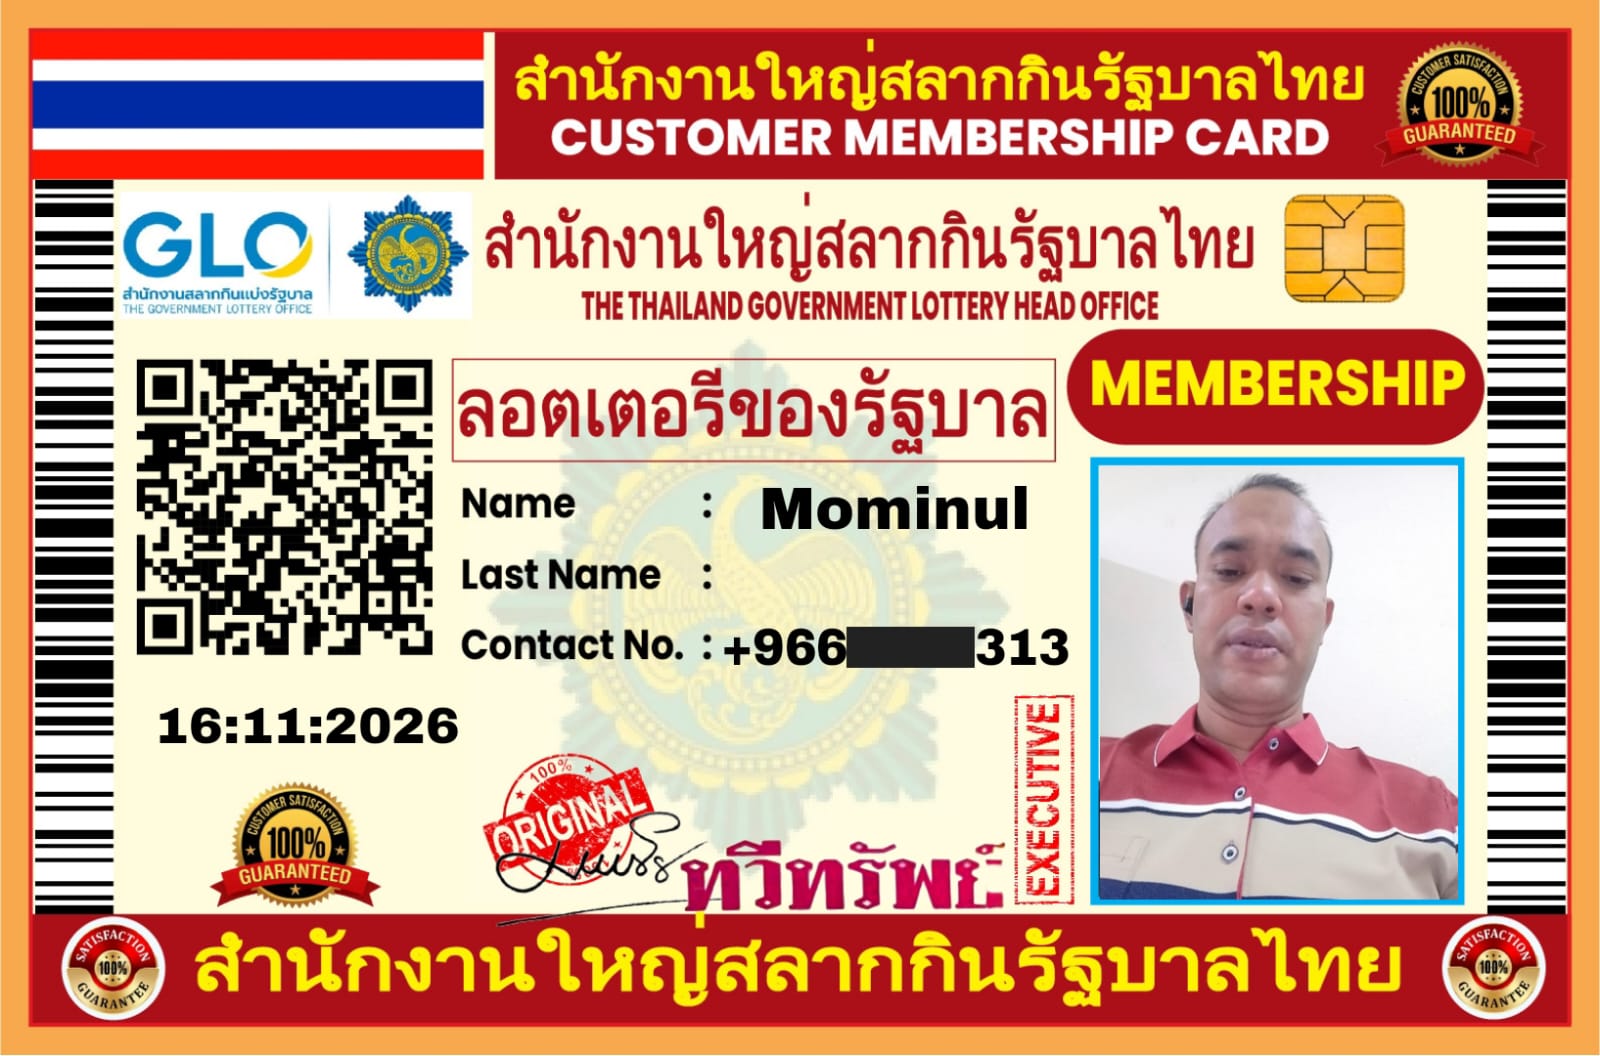 สำนักงานใหญ่สลากกินรัฐบาลไทย
CUSTOMER MEMBERSHIP CARD
CUSTOMER SATISFACTION
100%
GUARANTEED
GLO
สำนักงานสลากกินแบ่งรัฐบาล
THE GOVERNMENT LOTTERY OFFICE
สำนักงานใหญ่สลากกินรัฐบาลไทย
THE THAILAND GOVERNMENT LOTTERY HEAD OFFICE
ลอตเตอรีของรัฐบาล
MEMBERSHIP
Name : Mominul
Last Name :
Contact No. : +966 313
16:11:2026
CUSTOMER SATISFACTION
100%
GUARANTEED
100%
ORIGINAL
ทวีทรัพย์
EXECUTIVE
SATISFACTION
100%
GUARANTEE
สำนักงานใหญ่สลากกินรัฐบาลไทย
SATISFACTION
100%
GUARANTEE